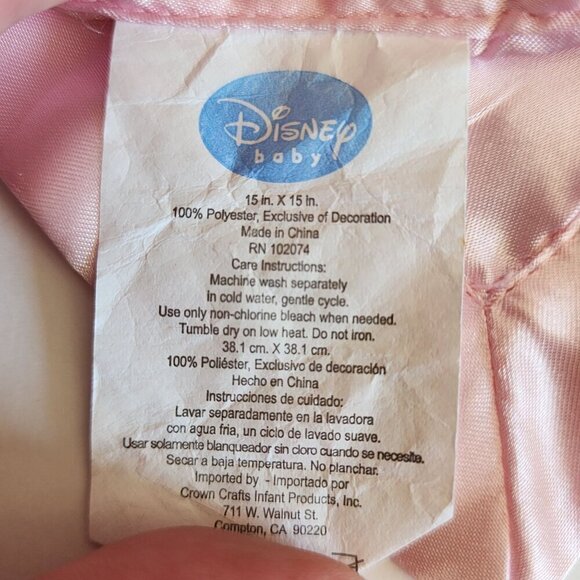 Disney
baby
15 in. X 15 in.
100% Polyester, Exclusive of Decoration
Made in China
RN 102074
Care Instructions:
Machine wash separately
In cold water, gentle cycle.
Use only non-chlorine bleach when needed.
Tumble dry on low heat. Do not iron.
38.1 cm. X 38.1 cm.
100% Poliéster, Exclusivo de decoración
Hecho en China
Instrucciones de cuidado:
Lavar separadamente en la lavadora
con agua fria, un ciclo de lavado suave.
Usar solamente blanqueador sin cloro cuando se necesite.
Secar a baja temperatura. No planchar.
Imported by - Importado por
Crown Crafts Infant Products, Inc.
711 W. Walnut St.
Compton, CA 90220